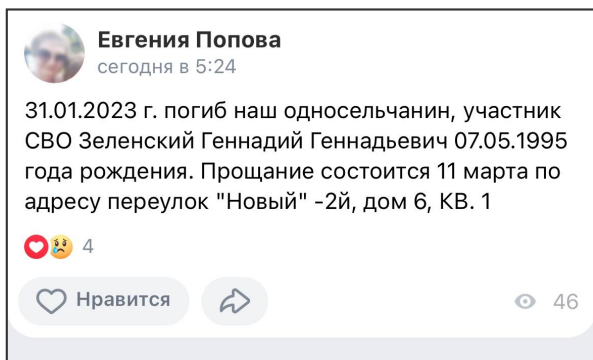 Евгения Попова
сегодня в 5:24
31.01.2023 г. погиб наш односельчанин, участник
СВО Зеленский Геннадий Геннадьевич 07.05.1995
года рождения. Прощание состоится 11 марта по
адресу переулок "Новый" -2й, дом 6, КВ. 1
4
Нравится
46